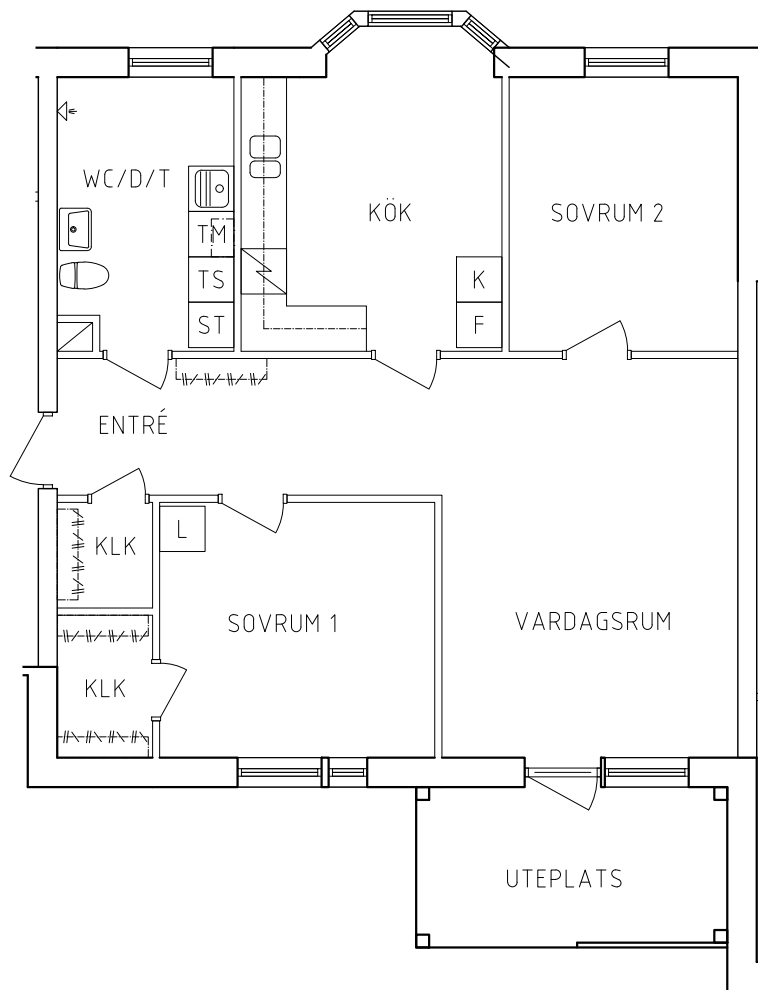 WC/D/T
KÖK
SOVRUM 2
TM
TS
K
ST
F
ENTRÉ
L
KLK
SOVRUM 1
VARDAGSRUM
KLK
UTEPLATS